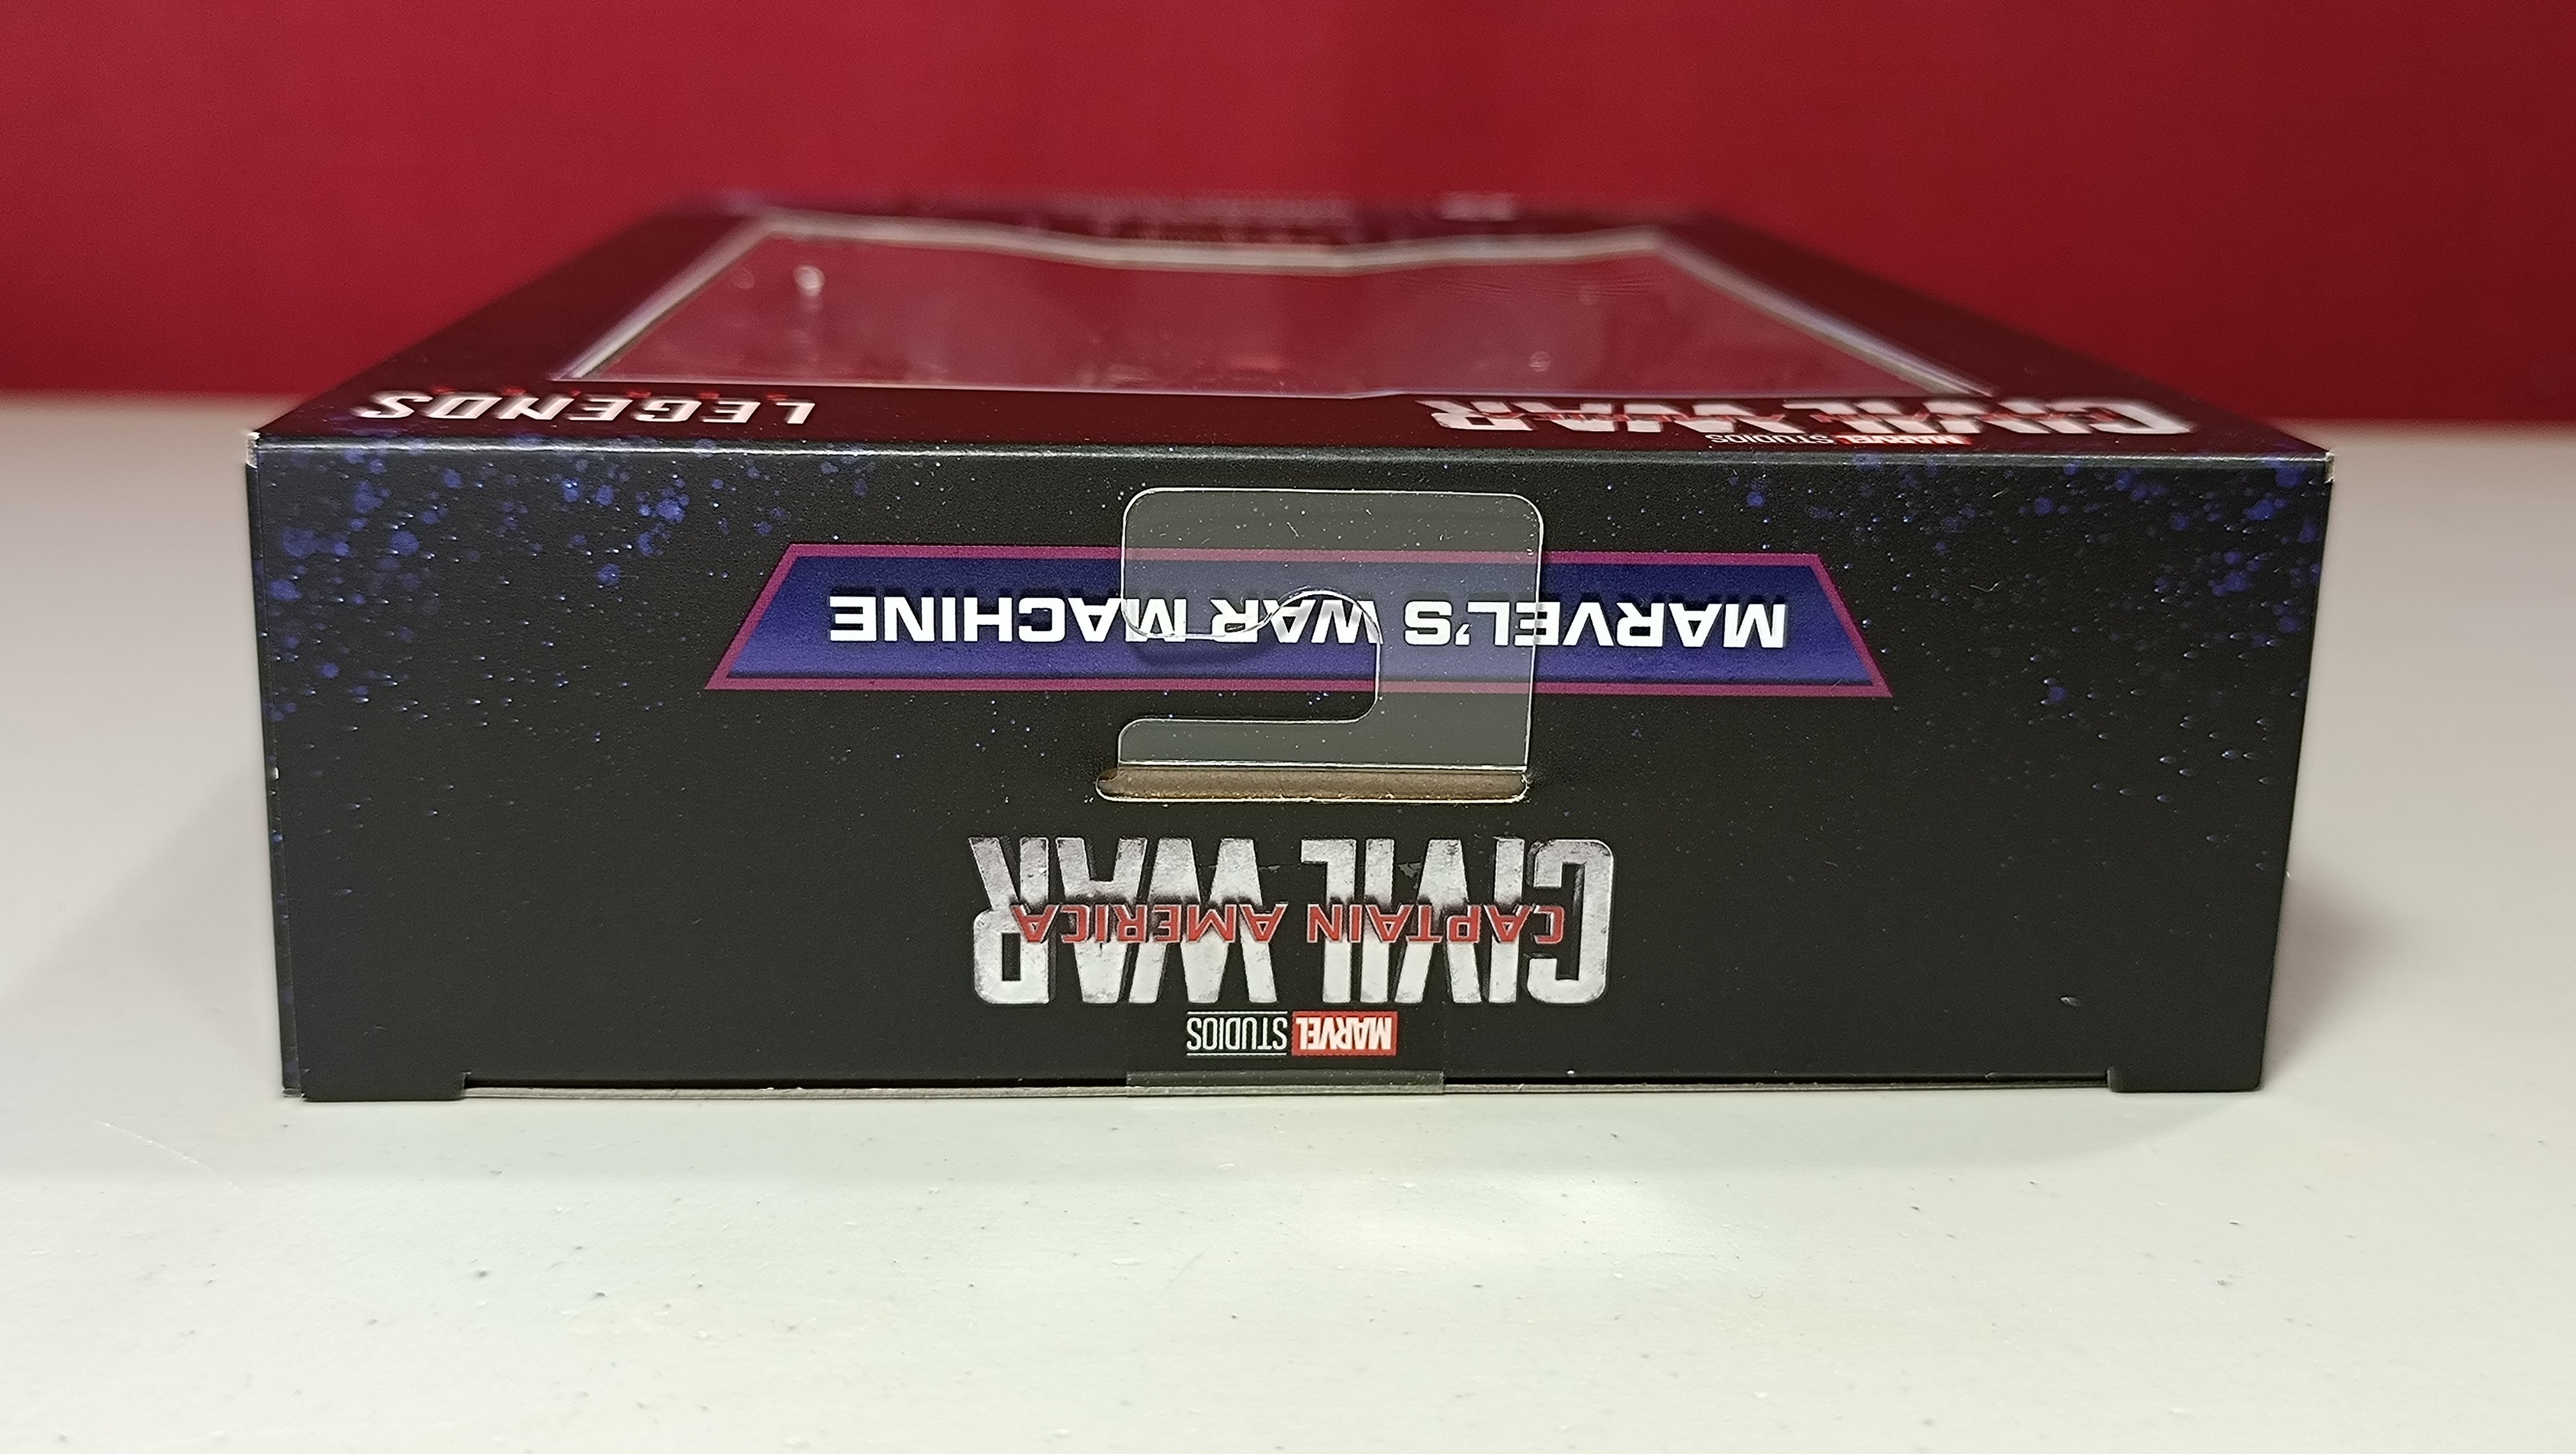 MARVEL STUDIOS
CIVIL WAR
CAPTAIN AMERICA
MARVEL'S WAR MACHINE
MARVEL STUDIOS
CIVIL WAR
LEGENDS